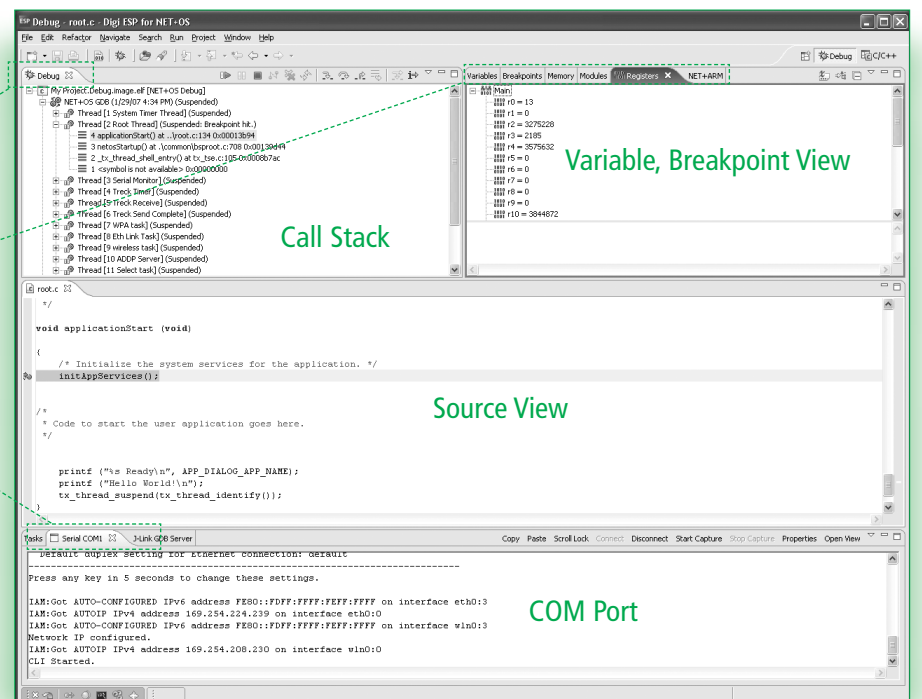 ESP Debug - root.c - Digi ESP for NET+OS
File Edit Refactor Navigate Search Run Project Window Help
Debug C/C++
Debug
My Project.Debug.image.elf [NET+OS Debug]
NET+OS GDB (1/29/07 4:34 PM) (Suspended)
Thread [1 System Timer Thread] (Suspended)
Thread [2 Root Thread] (Suspended: Breakpoint hit.)
4 applicationStart() at ...\root.c:134 0x00013b94
3 netosStartup() at .\common\bsproot.c:708 0x00139d44
2 _tx_thread_shell_entry() at tx_tse.c:105 0x0008b7ac
1 <symbol is not available> 0x00000000
Thread [3 Serial Monitor] (Suspended)
Thread [4 Treck Timer] (Suspended)
Thread [5 Treck Receive] (Suspended)
Thread [6 Treck Send Complete] (Suspended)
Thread [7 WPA task] (Suspended)
Thread [8 Eth Link Task] (Suspended)
Thread [9 wireless task] (Suspended)
Thread [10 ADDP Server] (Suspended)
Thread [11 Select task] (Suspended)
Call Stack
Variables Breakpoints Memory Modules Registers NET+ARM
Main
r0 = 13
r1 = 0
r2 = 3275228
r3 = 2185
r4 = 3575632
r5 = 0
r6 = 0
r7 = 0
r8 = 0
r9 = 0
r10 = 3844872
Variable, Breakpoint View
root.c
*/
void applicationStart (void)
{
/* Initialize the system services for the application. */
initAppServices();
/*
* Code to start the user application goes here.
*/
printf ("%s Ready\n", APP_DIALOG_APP_NAME);
printf ("Hello World!\n");
tx_thread_suspend(tx_thread_identify());
}
Source View
Tasks Serial COM1 J-Link GDB Server
Copy Paste Scroll Lock Connect Disconnect Start Capture Stop Capture Properties Open View
Default duplex setting for Ethernet connection: default
--------------------------------------------------------------------------------
Press any key in 5 seconds to change these settings.
IAM:Got AUTO-CONFIGURED IPv6 address FE80::FDFF:FFFF:FEFF:FFFF on interface eth0:3
IAM:Got AUTOIP IPv4 address 169.254.224.239 on interface eth0:0
IAM:Got AUTO-CONFIGURED IPv6 address FE80::FDFF:FFFF:FEFF:FFFF on interface wln0:3
Network IP configured.
IAM:Got AUTOIP IPv4 address 169.254.208.230 on interface wln0:0
CLI Started.
COM Port